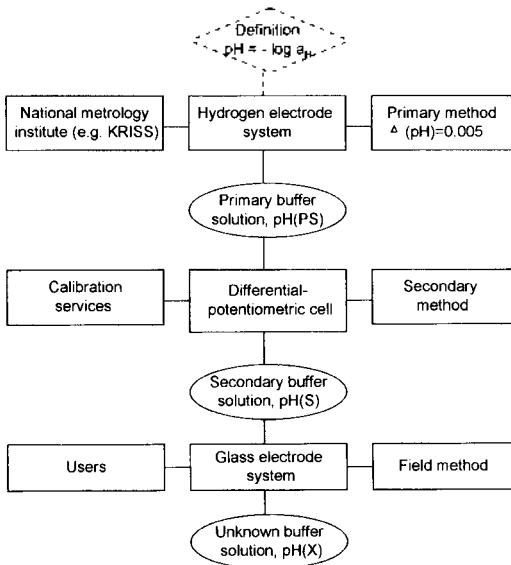 Definition
pH = - log aH
National metrology
institute (e.g. KRISS)
Hydrogen electrode
system
Primary method
Δ (pH)=0.005
Primary buffer
solution, pH(PS)
Calibration
services
Differential-
potentiometric cell
Secondary
method
Secondary buffer
solution, pH(S)
Users
Glass electrode
system
Field method
Unknown buffer
solution, pH(X)